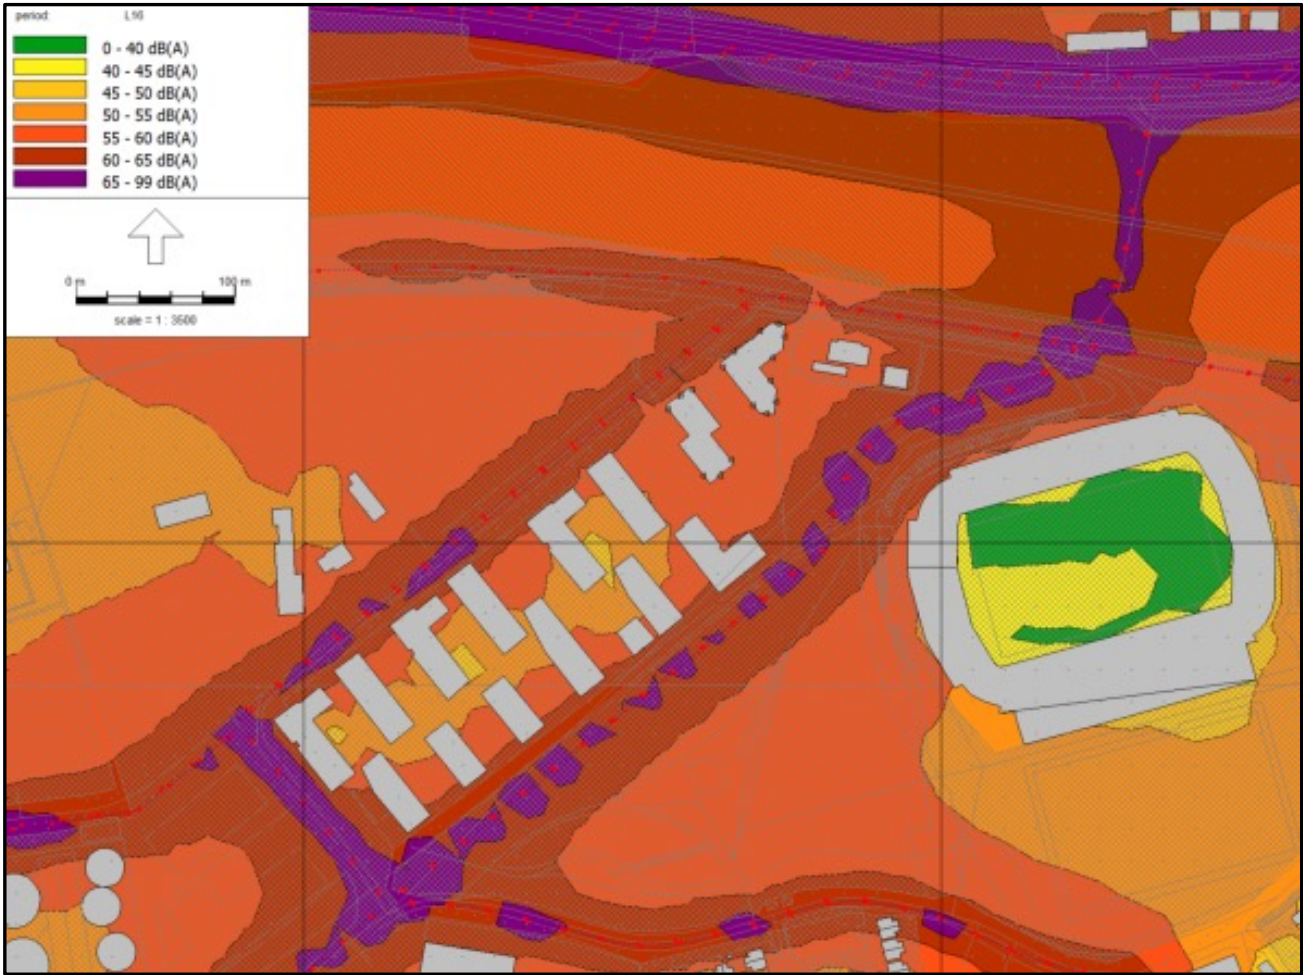 period: L16
0 - 40 dB(A)
40 - 45 dB(A)
45 - 50 dB(A)
50 - 55 dB(A)
55 - 60 dB(A)
60 - 65 dB(A)
65 - 99 dB(A)
0 m 100 m
scale = 1 : 3500